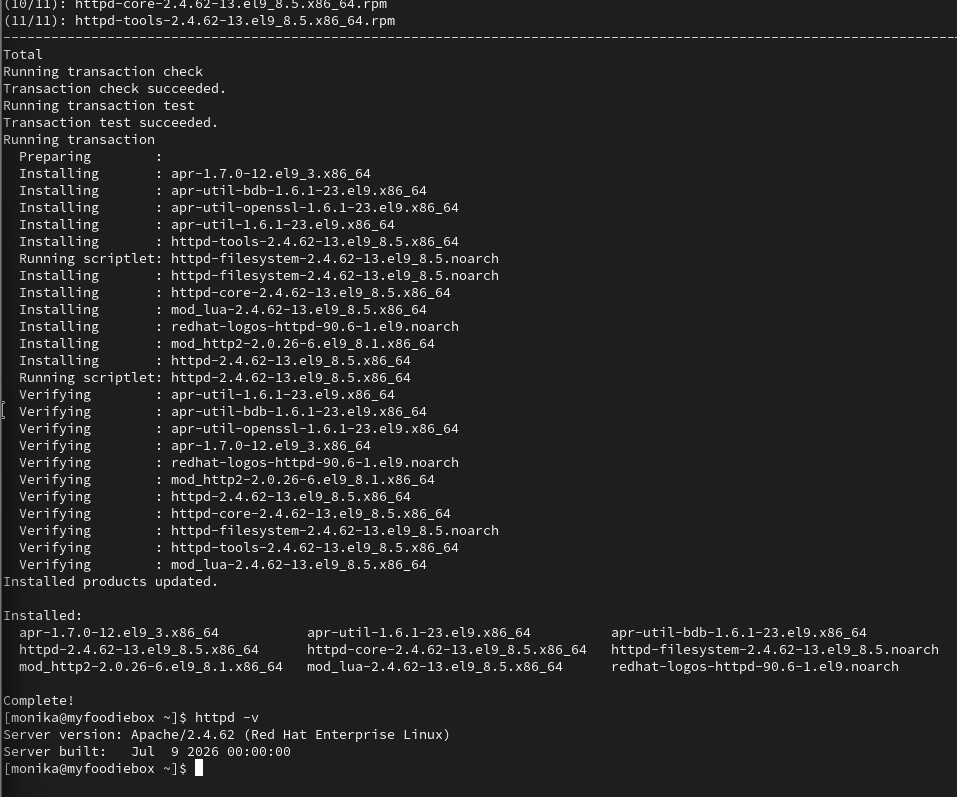 (10/11): httpd-core-2.4.62-13.el9_8.5.x86_64.rpm
(11/11): httpd-tools-2.4.62-13.el9_8.5.x86_64.rpm
--------------------------------------------------------------------------------
Total
Running transaction check
Transaction check succeeded.
Running transaction test
Transaction test succeeded.
Running transaction
  Preparing        :
  Installing       : apr-1.7.0-12.el9_3.x86_64
  Installing       : apr-util-bdb-1.6.1-23.el9.x86_64
  Installing       : apr-util-openssl-1.6.1-23.el9.x86_64
  Installing       : apr-util-1.6.1-23.el9.x86_64
  Installing       : httpd-tools-2.4.62-13.el9_8.5.x86_64
  Running scriptlet: httpd-filesystem-2.4.62-13.el9_8.5.noarch
  Installing       : httpd-filesystem-2.4.62-13.el9_8.5.noarch
  Installing       : httpd-core-2.4.62-13.el9_8.5.x86_64
  Installing       : mod_lua-2.4.62-13.el9_8.5.x86_64
  Installing       : redhat-logos-httpd-90.6-1.el9.noarch
  Installing       : mod_http2-2.0.26-6.el9_8.1.x86_64
  Installing       : httpd-2.4.62-13.el9_8.5.x86_64
  Running scriptlet: httpd-2.4.62-13.el9_8.5.x86_64
  Verifying        : apr-util-1.6.1-23.el9.x86_64
  Verifying        : apr-util-bdb-1.6.1-23.el9.x86_64
  Verifying        : apr-util-openssl-1.6.1-23.el9.x86_64
  Verifying        : apr-1.7.0-12.el9_3.x86_64
  Verifying        : redhat-logos-httpd-90.6-1.el9.noarch
  Verifying        : mod_http2-2.0.26-6.el9_8.1.x86_64
  Verifying        : httpd-2.4.62-13.el9_8.5.x86_64
  Verifying        : httpd-core-2.4.62-13.el9_8.5.x86_64
  Verifying        : httpd-filesystem-2.4.62-13.el9_8.5.noarch
  Verifying        : httpd-tools-2.4.62-13.el9_8.5.x86_64
  Verifying        : mod_lua-2.4.62-13.el9_8.5.x86_64
Installed products updated.

Installed:
  apr-1.7.0-12.el9_3.x86_64           apr-util-1.6.1-23.el9.x86_64          apr-util-bdb-1.6.1-23.el9.x86_64
  httpd-2.4.62-13.el9_8.5.x86_64      httpd-core-2.4.62-13.el9_8.5.x86_64   httpd-filesystem-2.4.62-13.el9_8.5.noarch
  mod_http2-2.0.26-6.el9_8.1.x86_64   mod_lua-2.4.62-13.el9_8.5.x86_64      redhat-logos-httpd-90.6-1.el9.noarch

Complete!
[monika@myfoodiebox ~]$ httpd -v
Server version: Apache/2.4.62 (Red Hat Enterprise Linux)
Server built:   Jul  9 2026 00:00:00
[monika@myfoodiebox ~]$